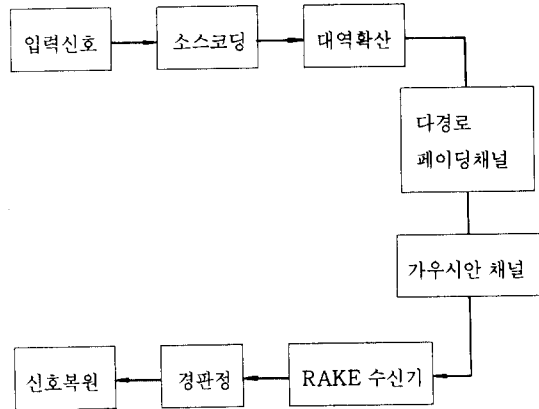 입력신호
소스코딩
대역확산
다경로
페이딩채널
가우시안 채널
RAKE 수신기
경판정
신호복원